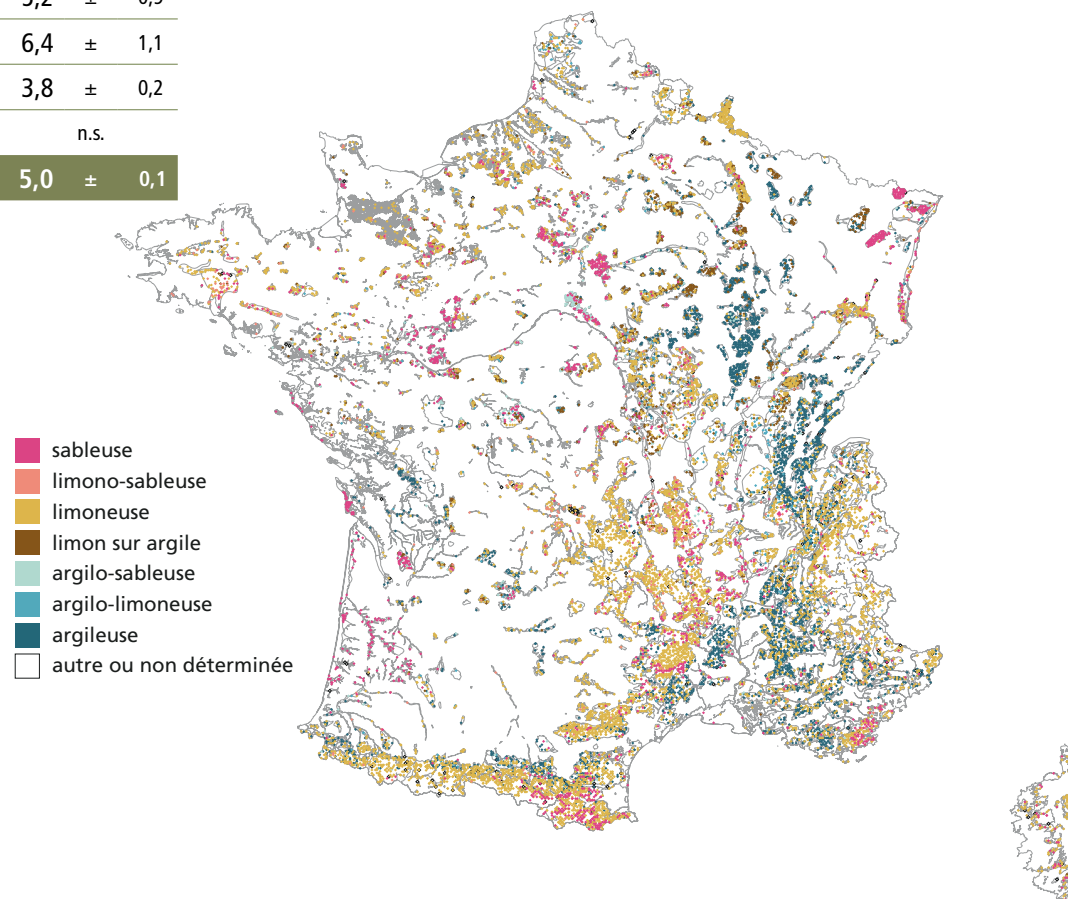 6,4 ± 1,1
3,8 ± 0,2
n.s.
5,0 ± 0,1
sableuse
limono-sableuse
limoneuse
limon sur argile
argilo-sableuse
argilo-limoneuse
argileuse
autre ou non déterminée